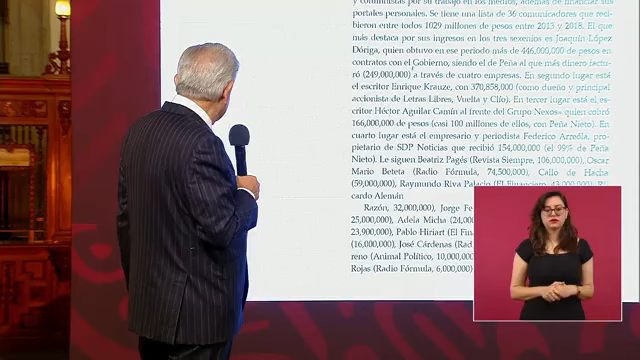 y columnistas por su trabajo en los medios, además de financiar sus
portales personales. Se tiene una lista de 36 comunicadores que reci-
bieron entre todos 1029 millones de pesos entre 2013 y 2018. El que
más destaca por sus ingresos en los tres sexenios es Joaquín López
Dóriga, quien obtuvo en ese periodo más de 446,000,000 de pesos en
contratos con el Gobierno, siendo el de Peña al que más dinero factu-
ró (249,000,000) a través de cuatro empresas. En segundo lugar está
el escritor Enrique Krauze, con 370,858,000 (como dueño y principal
accionista de Letras Libres, Vuelta y Clío). En tercer lugar está el es-
critor Héctor Aguilar Camín al frente del Grupo Nexos quien cobró
166,000,000 de pesos (casi 100 millones de ellos, con Peña Nieto). En
cuarto lugar está el empresario y periodista Federico Arreola, pro-
pietario de SDP Noticias que recibió 154,000,000 (el 99% de Peña
Nieto). Le siguen Beatriz Pagés (Revista Siempre, 106,000,000), Oscar
Mario Beteta (Radio Fórmula, 74,500,000), Callo de Hacha
(59,000,000), Raymundo Riva Palacio (El Financiero, 43,000,000), Ri-
cardo Alemán
Razón, 32,000,000), Jorge Fe
25,000,000), Adela Micha (24,000
23,900,000), Pablo Hiriart (El Finan
(16,000,000), José Cárdenas (Rad
reno (Animal Político, 10,000,000
Rojas (Radio Fórmula, 6,000,000)